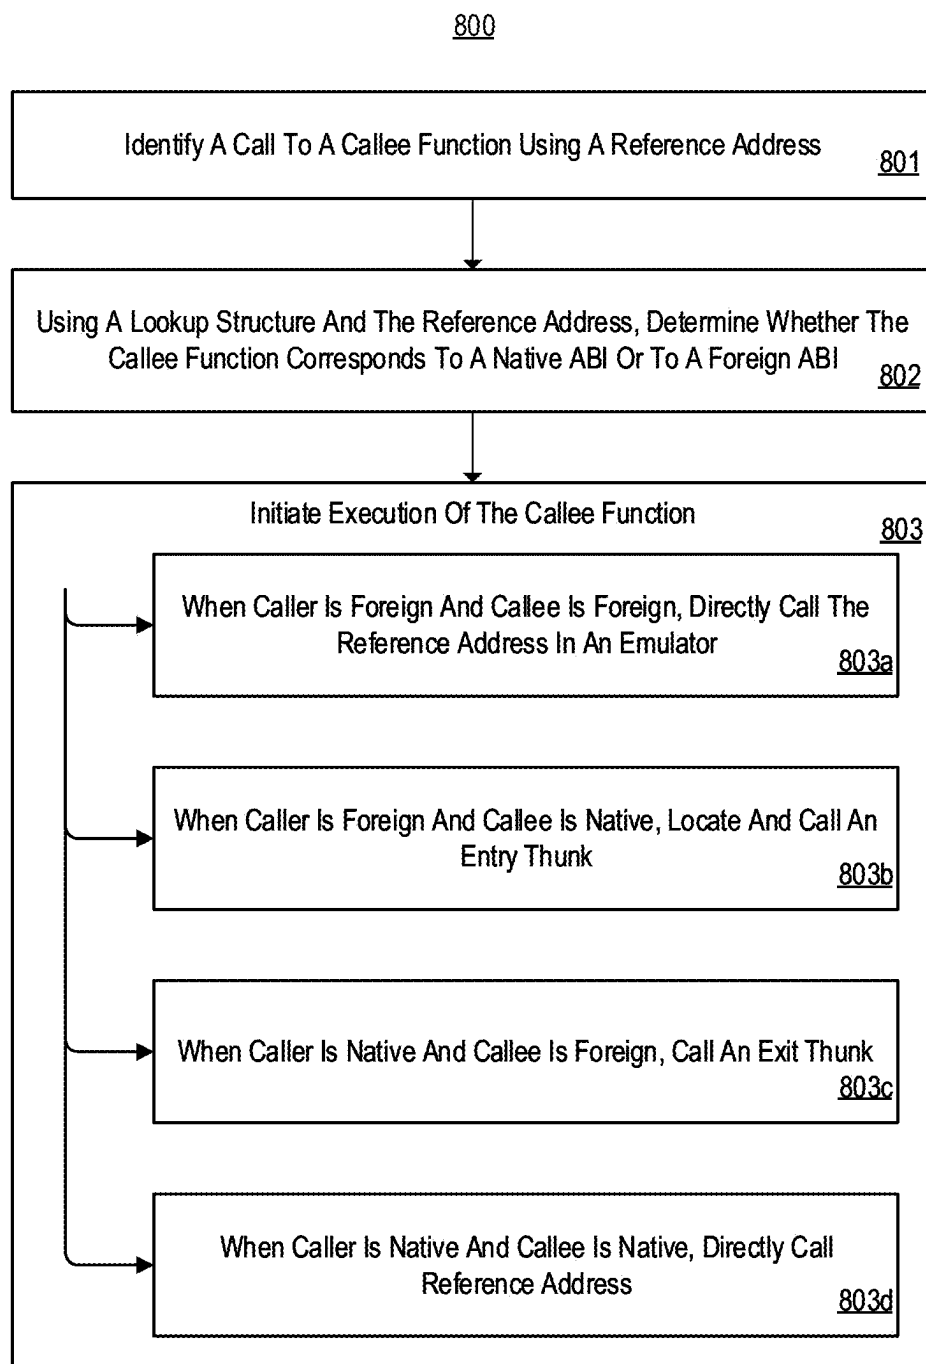 800
Identify A Call To A Callee Function Using A Reference Address
801
Using A Lookup Structure And The Reference Address, Determine Whether The
Callee Function Corresponds To A Native ABI Or To A Foreign ABI
802
Initiate Execution Of The Callee Function
803
When Caller Is Foreign And Callee Is Foreign, Directly Call The
Reference Address In An Emulator
803a
When Caller Is Foreign And Callee Is Native, Locate And Call An
Entry Thunk
803b
When Caller Is Native And Callee Is Foreign, Call An Exit Thunk
803c
When Caller Is Native And Callee Is Native, Directly Call
Reference Address
803d